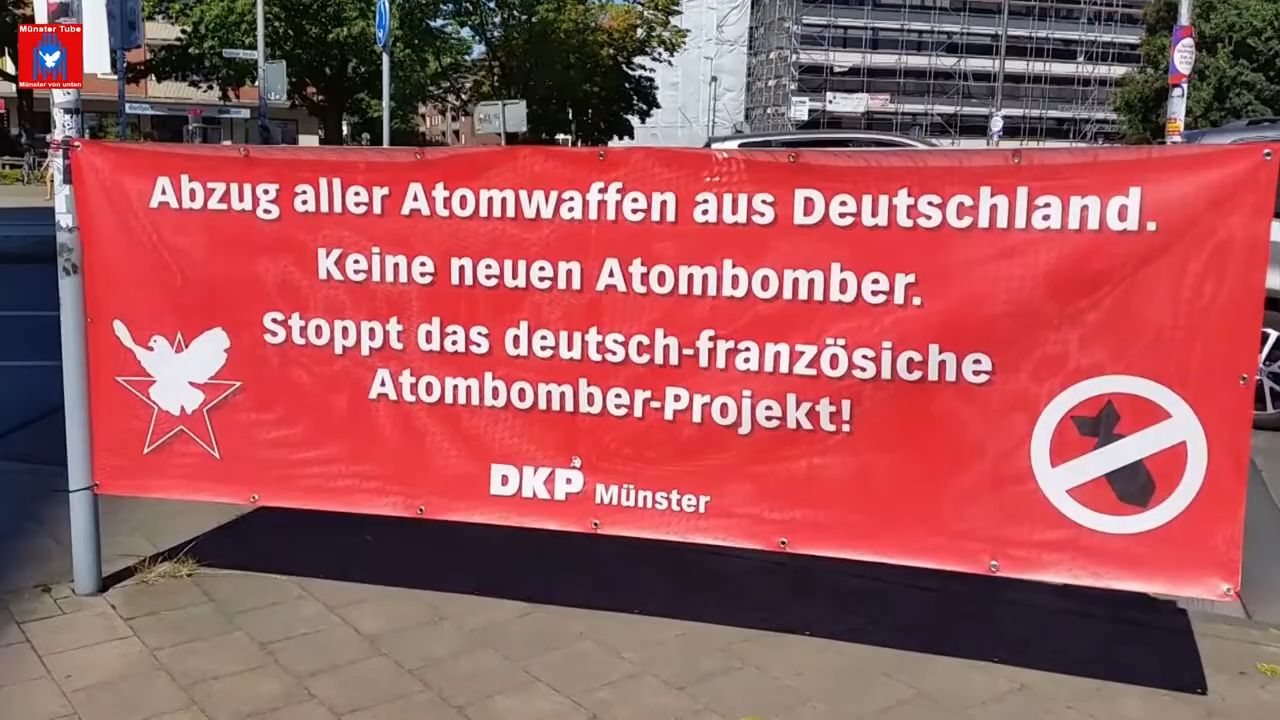 Münster Tube
Münster von unten
Abzug aller Atomwaffen aus Deutschland.
Keine neuen Atombomber.
Stoppt das deutsch-französiche
Atombomber-Projekt!
DKP Münster